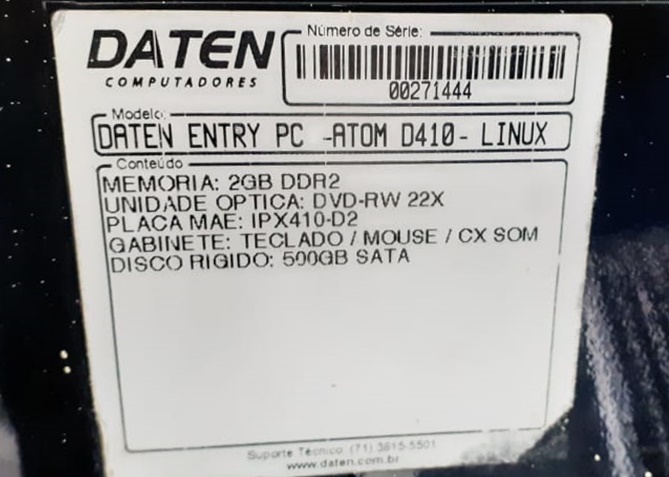 DATEN
COMPUTADORES
Número de Série:
00271444
Modelo:
DATEN ENTRY PC -ATOM D410- LINUX
Conteúdo
MEMORIA: 2GB DDR2
UNIDADE OPTICA: DVD-RW 22X
PLACA MAE: IPX410-D2
GABINETE: TECLADO / MOUSE / CX SOM
DISCO RIGIDO: 500GB SATA
Suporte Técnico: (71) 3615-5501
www.daten.com.br